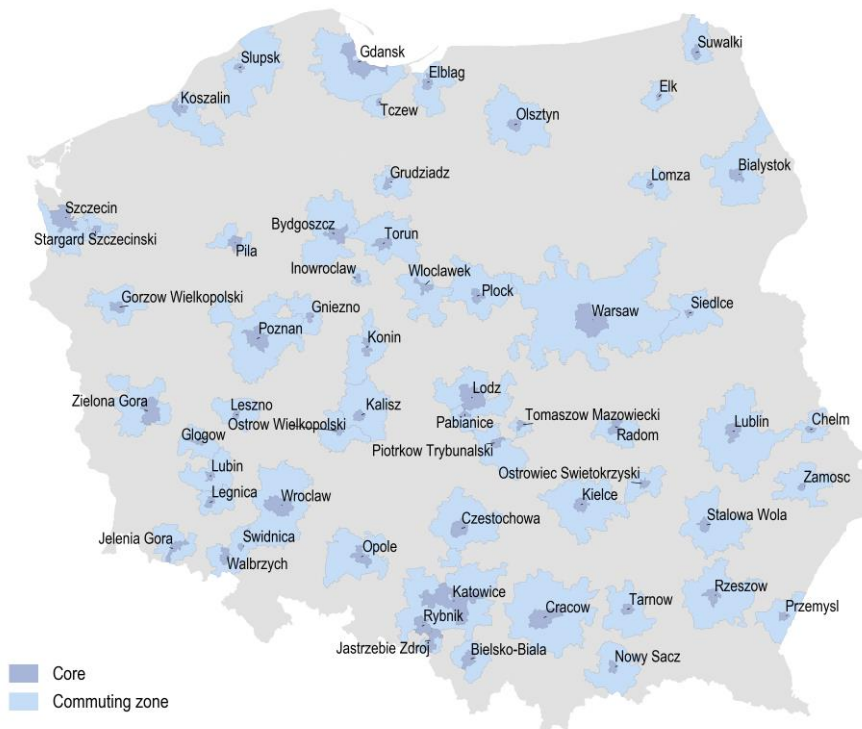 Suwalki
Slupsk
Gdansk
Elblag
Koszalin
Elk
Tczew
Olsztyn
Grudziadz
Lomza
Bialystok
Szczecin
Stargard Szczecinski
Bydgoszcz
Torun
Pila
Inowroclaw
Wloclawek
Plock
Gorzow Wielkopolski
Gniezno
Warsaw
Siedlce
Poznan
Konin
Lodz
Zielona Gora
Leszno
Kalisz
Pabianice
Tomaszow Mazowiecki
Lublin
Chelm
Ostrow Wielkopolski
Radom
Glogow
Piotrkow Trybunalski
Lubin
Ostrowiec Swietokrzyski
Zamosc
Legnica
Wroclaw
Kielce
Czestochowa
Stalowa Wola
Jelenia Gora
Swidnica
Opole
Walbrzych
Katowice
Rzeszow
Cracow
Tarnow
Przemysl
Rybnik
Jastrzebie Zdroj
Bielsko-Biala
Nowy Sacz
Core
Commuting zone